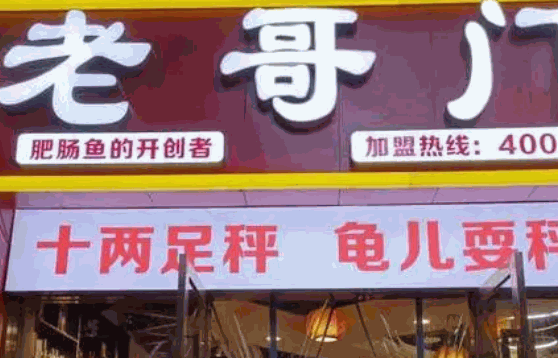 老哥门
肥肠鱼的开创者
加盟热线：400
十两足秤 龟儿耍秤